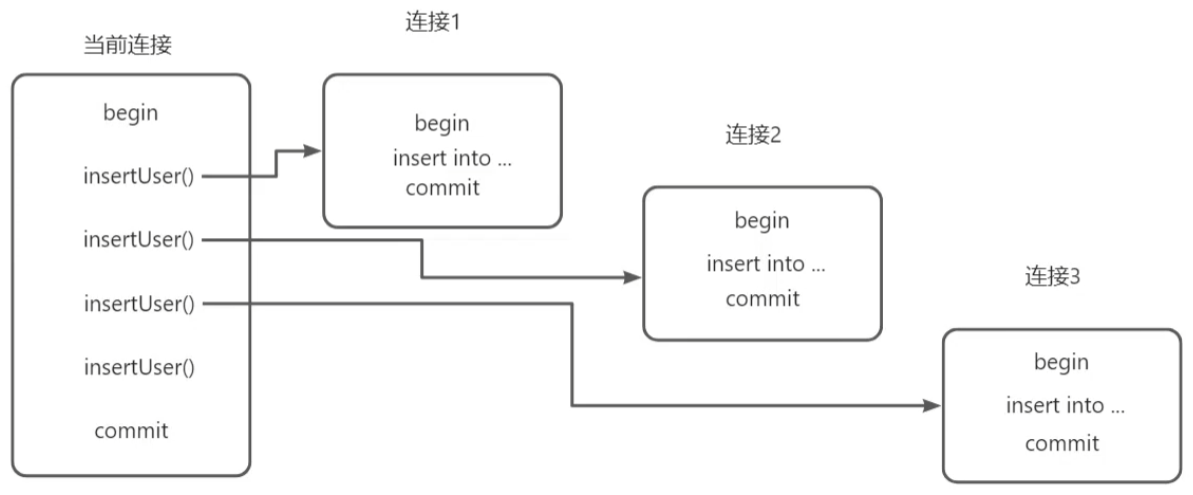 当前连接
begin
insertUser()
insertUser()
insertUser()
insertUser()
commit
连接1
begin
insert into ...
commit
连接2
begin
insert into ...
commit
连接3
begin
insert into ...
commit